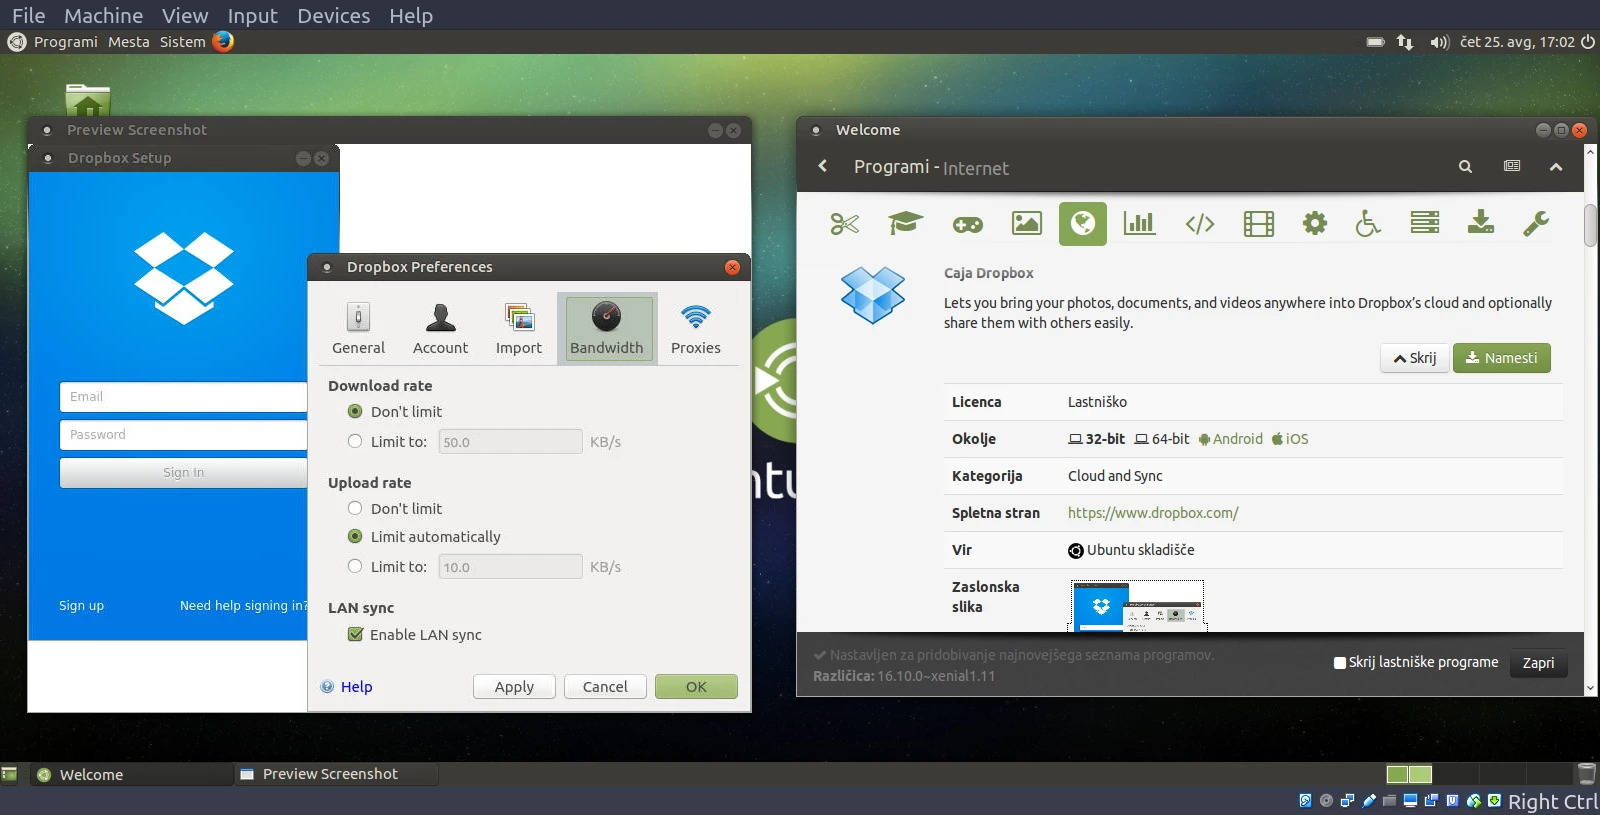 File Machine View Input Devices Help
Programi Mesta Sistem
čet 25. avg, 17:02
Preview Screenshot
Dropbox Setup
Email
Password
Sign In
Sign up Need help signing in?
Dropbox Preferences
General Account Import Bandwidth Proxies
Download rate
Don't limit
Limit to: 50.0 KB/s
Upload rate
Don't limit
Limit automatically
Limit to: 10.0 KB/s
LAN sync
Enable LAN sync
Help Apply Cancel OK
ntu
Welcome
Programi - Internet
Caja Dropbox
Lets you bring your photos, documents, and videos anywhere into Dropbox's cloud and optionally
share them with others easily.
Skrij Namesti
Licenca Lastniško
Okolje 32-bit 64-bit Android iOS
Kategorija Cloud and Sync
Spletna stran https://www.dropbox.com/
Vir Ubuntu skladišče
Zaslonska
slika
Nastavljen za pridobivanje najnovejšega seznama programov.
Različica: 16.10.0~xenial1.11
Skrij lastniške programe Zapri
Welcome Preview Screenshot
Right Ctrl